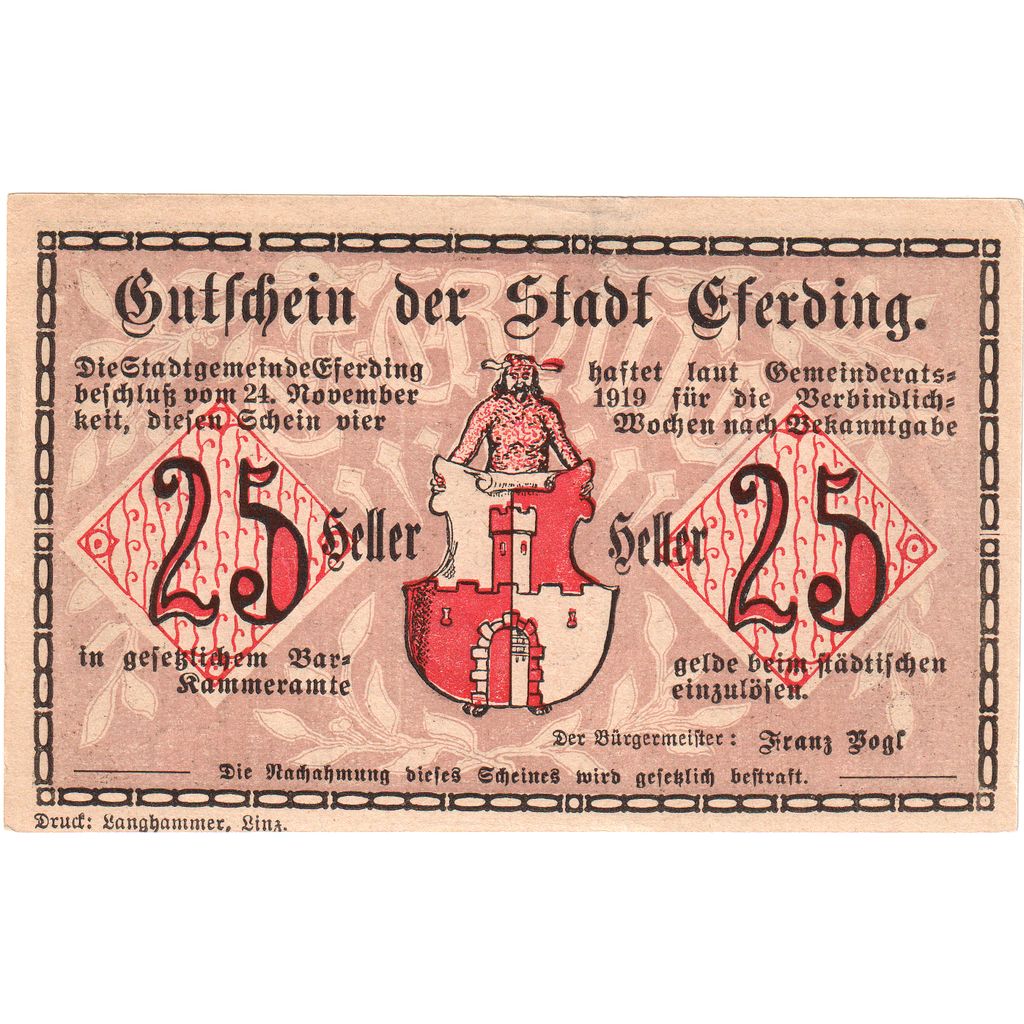 Gutschein der Stadt Eferding.
Die Stadtgemeinde Eferding haftet laut Gemeinderats-
beschluß vom 24. November 1919 für die Verbindlich-
keit, diesen Schein vier Wochen nach Bekanntgabe
25 Heller Heller 25
in gesetzlichem Bar- gelde beim städtischen
Kammeramte einzulösen.
Der Bürgermeister: Franz Vogl
Die Nachahmung dieses Scheines wird gesetzlich bestraft.
Druck: Langhammer, Linz.